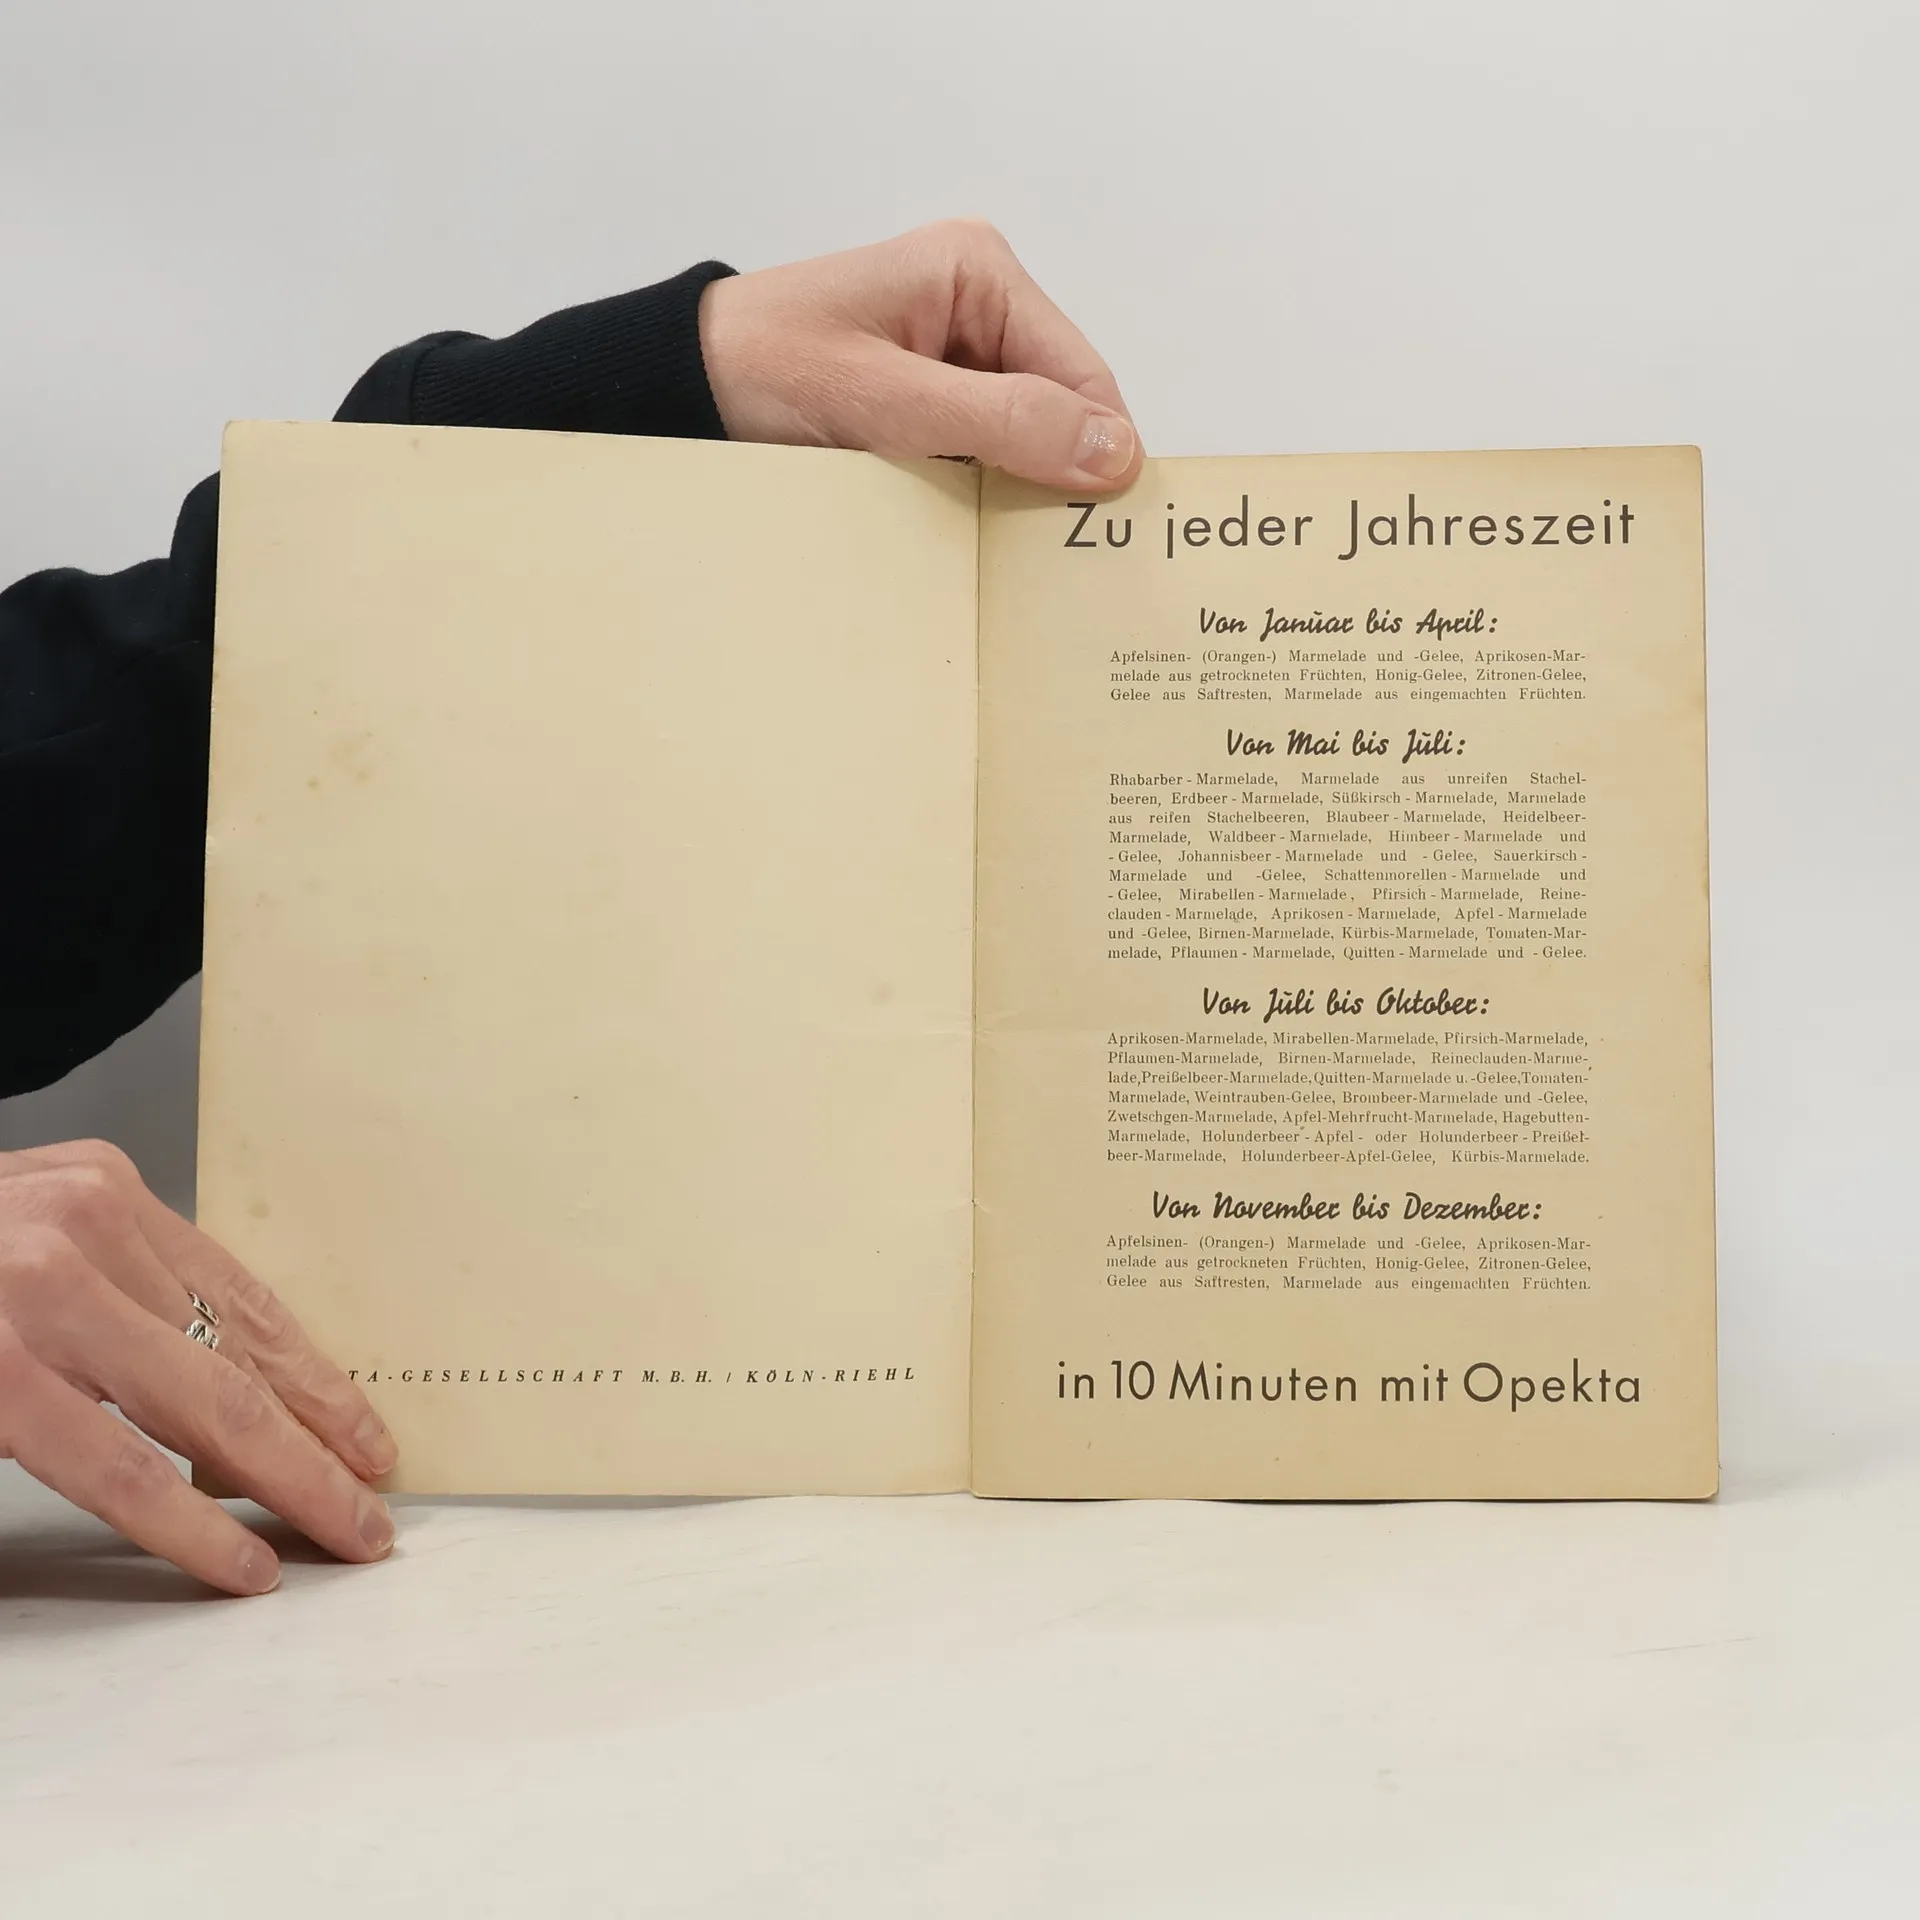 TA-GESELLSCHAFT M.B.H. / KÖLN-RIEHL
Zu jeder Jahreszeit
Von Januar bis April:
Apfelsinen- (Orangen-) Marmelade und -Gelee, Aprikosen-Mar-
melade aus getrockneten Früchten, Honig-Gelee, Zitronen-Gelee,
Gelee aus Saftresten, Marmelade aus eingemachten Früchten.
Von Mai bis Juli:
Rhabarber - Marmelade, Marmelade aus unreifen Stachel-
beeren, Erdbeer - Marmelade, Süßkirsch - Marmelade, Marmelade
aus reifen Stachelbeeren, Blaubeer - Marmelade, Heidelbeer-
Marmelade, Waldbeer - Marmelade, Himbeer - Marmelade und
- Gelee, Johannisbeer - Marmelade und - Gelee, Sauerkirsch -
Marmelade und -Gelee, Schattenmorellen - Marmelade und
- Gelee, Mirabellen - Marmelade, Pfirsich - Marmelade, Reine-
clauden - Marmelade, Aprikosen - Marmelade, Apfel - Marmelade
und -Gelee, Birnen-Marmelade, Kürbis-Marmelade, Tomaten-Mar-
melade, Pflaumen - Marmelade, Quitten - Marmelade und - Gelee.
Von Juli bis Oktober:
Aprikosen-Marmelade, Mirabellen-Marmelade, Pfirsich-Marmelade,
Pflaumen-Marmelade, Birnen-Marmelade, Reineclauden-Marme-
lade,Preißelbeer-Marmelade,Quitten-Marmelade u. -Gelee,Tomaten-
Marmelade, Weintrauben-Gelee, Brombeer-Marmelade und -Gelee,
Zwetschgen-Marmelade, Apfel-Mehrfrucht-Marmelade, Hagebutten-
Marmelade, Holunderbeer - Apfel - oder Holunderbeer - Preißel-
beer-Marmelade, Holunderbeer-Apfel-Gelee, Kürbis-Marmelade.
Von November bis Dezember:
Apfelsinen- (Orangen-) Marmelade und -Gelee, Aprikosen-Mar-
melade aus getrockneten Früchten, Honig-Gelee, Zitronen-Gelee,
Gelee aus Saftresten, Marmelade aus eingemachten Früchten.
in 10 Minuten mit Opekta